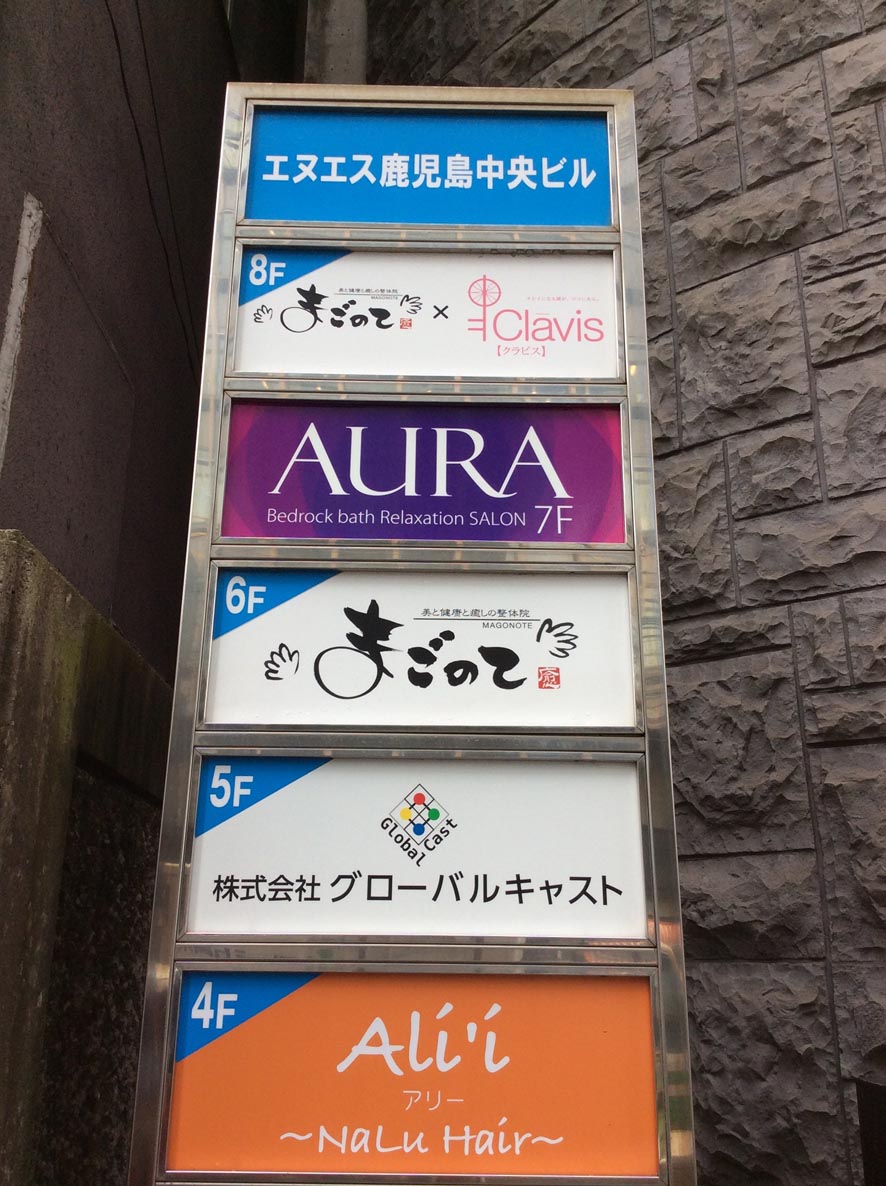 エヌエス鹿児島中央ビル
8F
美と健康と癒しの整体院
MAGONOTE
まごのて
×
Clavis
【クラビス】
AURA
Bedrock bath Relaxation SALON 7F
6F
美と健康と癒しの整体院
MAGONOTE
まごのて
5F
Global Cast
株式会社 グローバルキャスト
4F
Ali'i
アリー
~NaLu Hair~